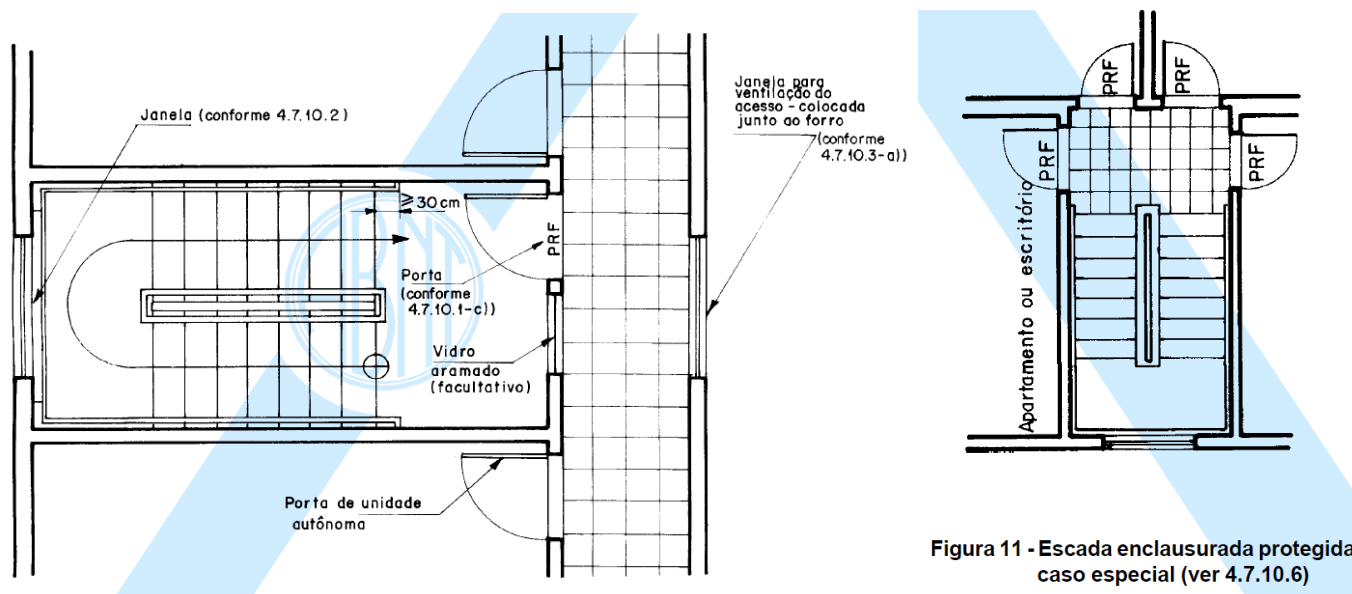 Janela (conforme 4.7.10.2)
⩾ 30 cm
PRF
Porta
(conforme
4.7.10.1-c))
Vidro
aramado
(facultativo)
Porta de unidade
autônoma
Janela para
ventilação do
acesso - colocada
junto ao forro
(conforme
4.7.10.3-a))
ABNT
PRF
PRF
PRF
PRF
Apartamento ou escritório
Figura 11 - Escada enclausurada protegida
caso especial (ver 4.7.10.6)